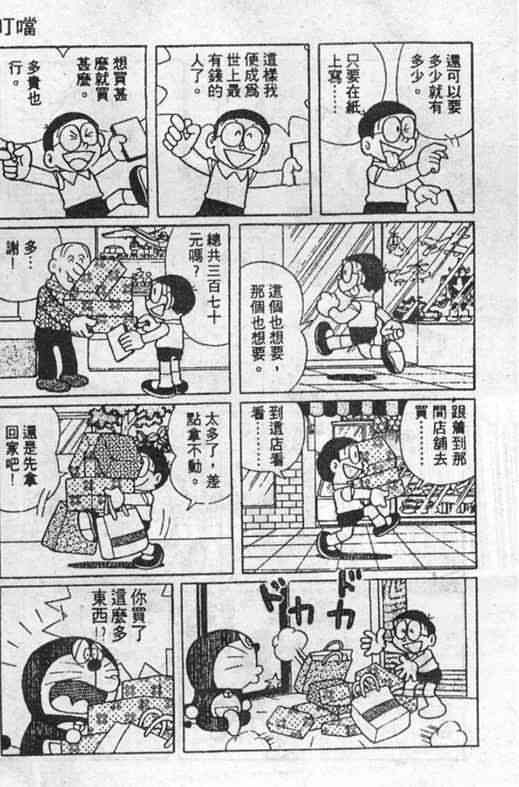 叮噹
還可以要
多少就有
多少。
只要在紙
上寫……
這樣我
便成為
世上最
有錢的
人了。
想買甚
麼就買
甚麼。
多貴也
行。
這個也想要，
那個也想要。
總共三百七十
元嗎?
多…
謝!
跟着到那
間店舖去
買……
到這店看
看……
太多了，差
點拿不動。
還是先拿
回家吧!
ドカドカ
你買了
這麼多
東西!?